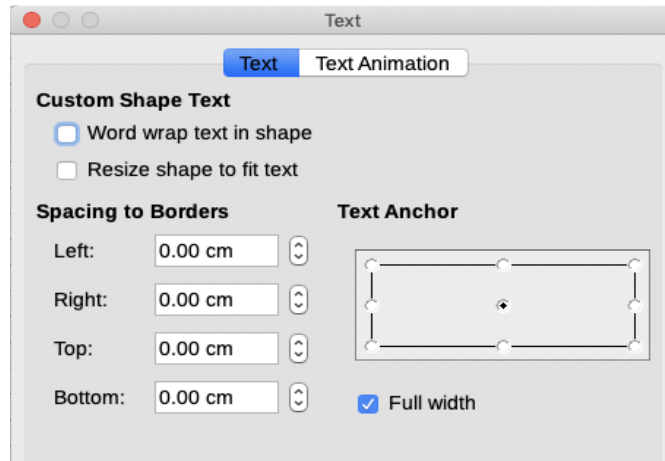 Text
Text Text Animation
Custom Shape Text
Word wrap text in shape
Resize shape to fit text
Spacing to Borders
Left: 0.00 cm
Right: 0.00 cm
Top: 0.00 cm
Bottom: 0.00 cm
Text Anchor
Full width